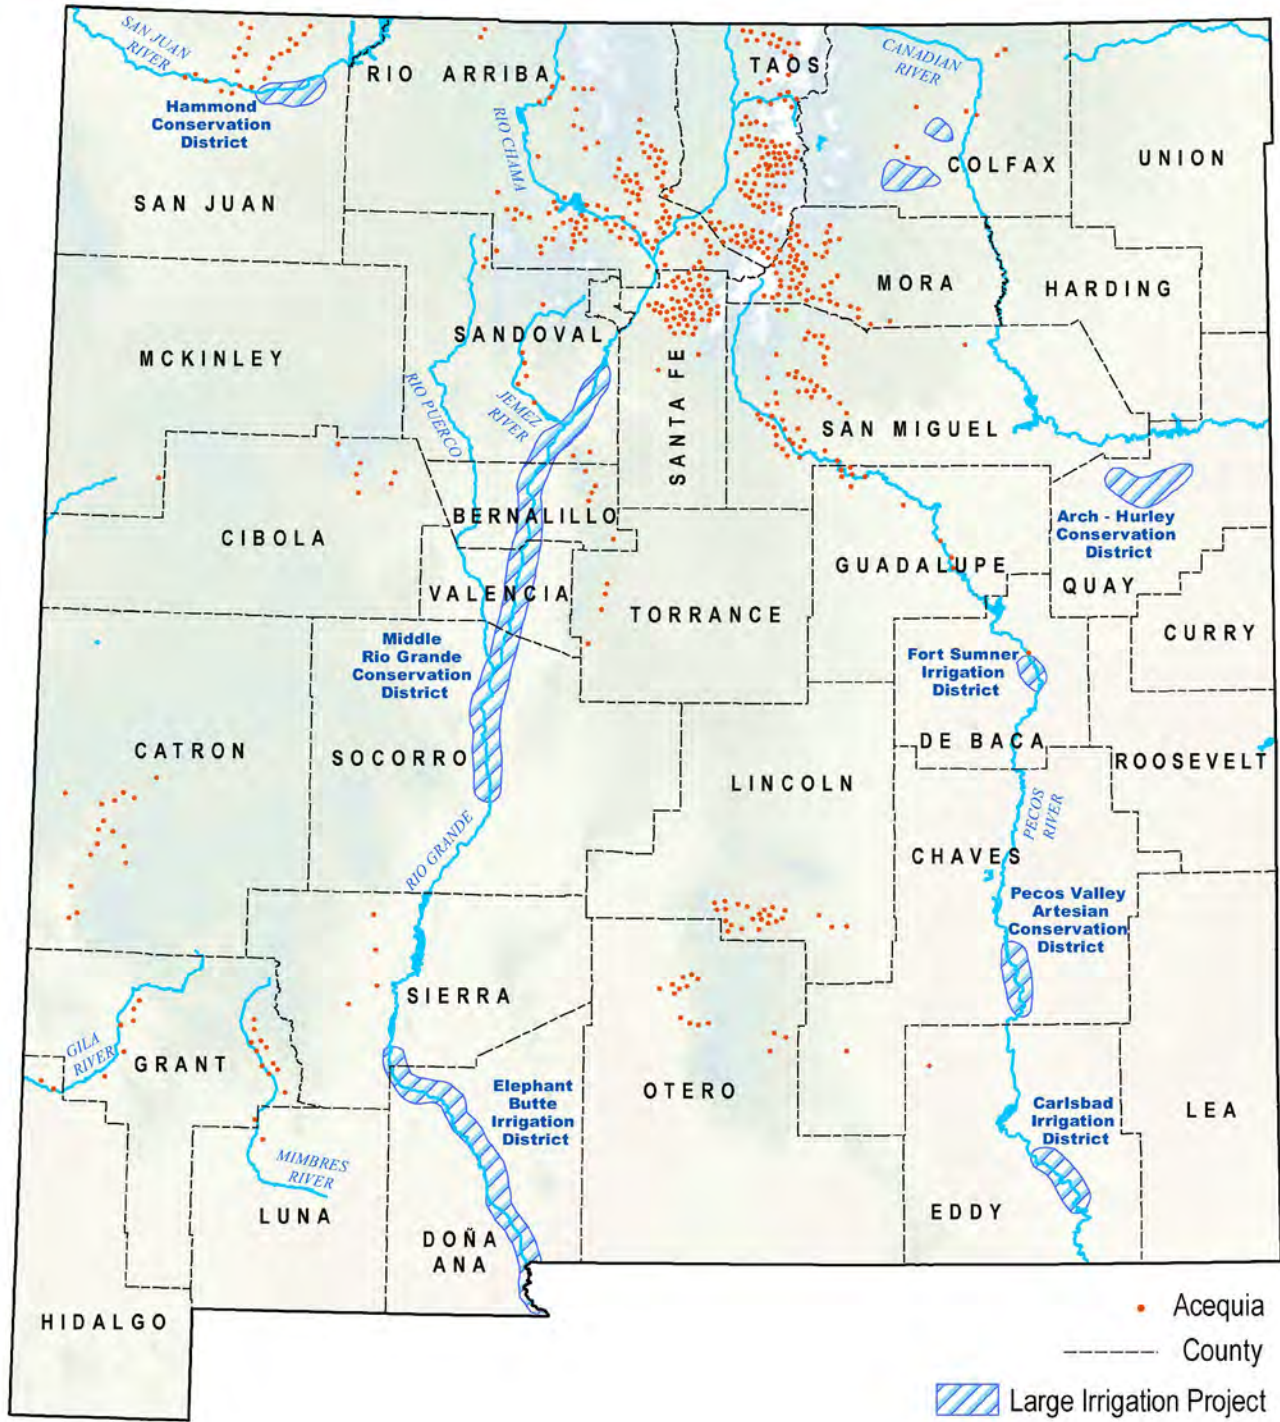 SAN JUAN
RIVER
RIO ARRIBA
TAOS
CANADIAN
RIVER
Hammond
Conservation
District
RIO CHAMA
COLFAX
UNION
SAN JUAN
MORA
HARDING
SANDOVAL
MCKINLEY
RIO PUERCO
JEMEZ
RIVER
SANTA FE
SAN MIGUEL
BERNALILLO
CIBOLA
Arch - Hurley
Conservation
District
GUADALUPE
QUAY
VALENCIA
TORRANCE
CURRY
Middle
Rio Grande
Conservation
District
Fort Sumner
Irrigation
District
CATRON
SOCORRO
DE BACA
ROOSEVELT
LINCOLN
PECOS
RIVER
RIO GRANDE
CHAVES
Pecos Valley
Artesian
Conservation
District
SIERRA
GILA
RIVER
GRANT
Elephant
Butte
Irrigation
District
OTERO
Carlsbad
Irrigation
District
LEA
MIMBRES
RIVER
LUNA
EDDY
DOÑA
ANA
HIDALGO
Acequia
County
Large Irrigation Project